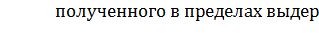 полученного в пределах выдер